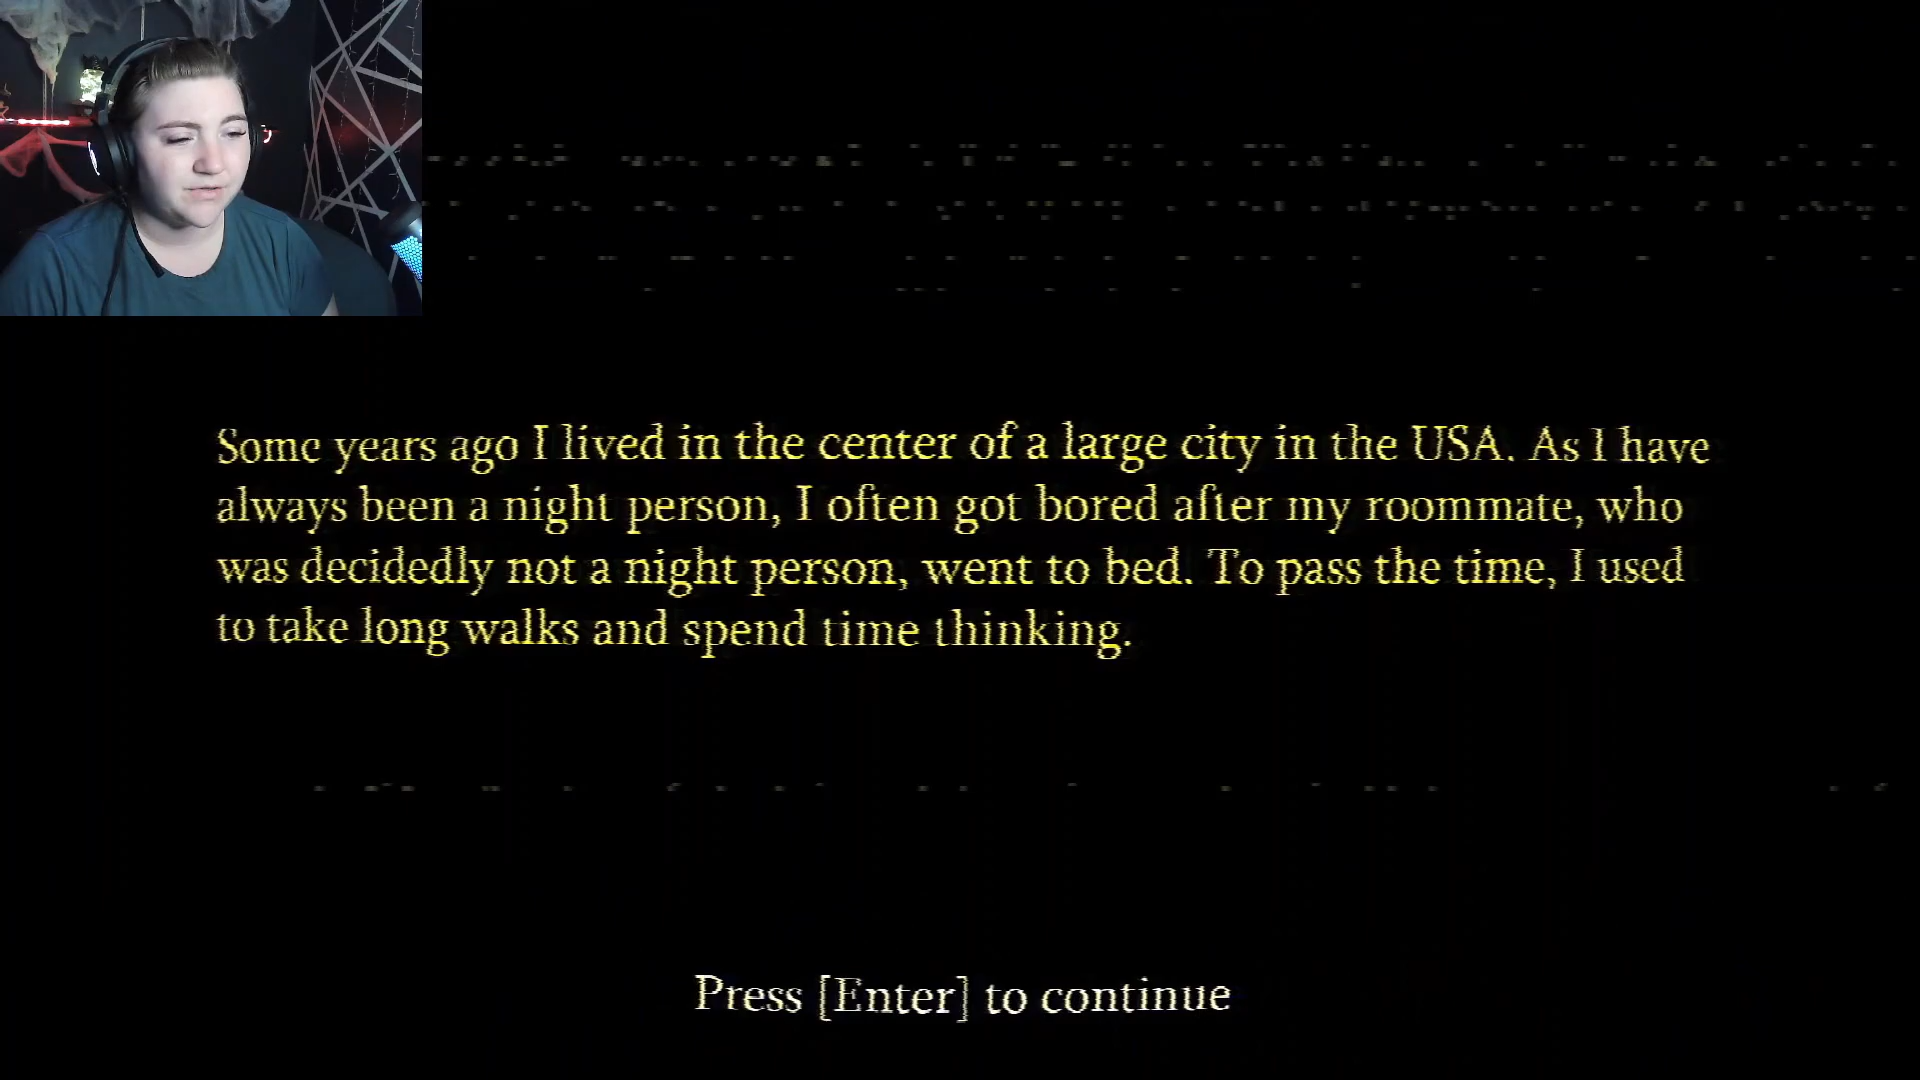 Some years ago I lived in the center of a large city in the USA. As I have
always been a night person, I often got bored after my roommate, who
was decidedly not a night person, went to bed. To pass the time, I used
to take long walks and spend time thinking.
Press [Enter] to continue